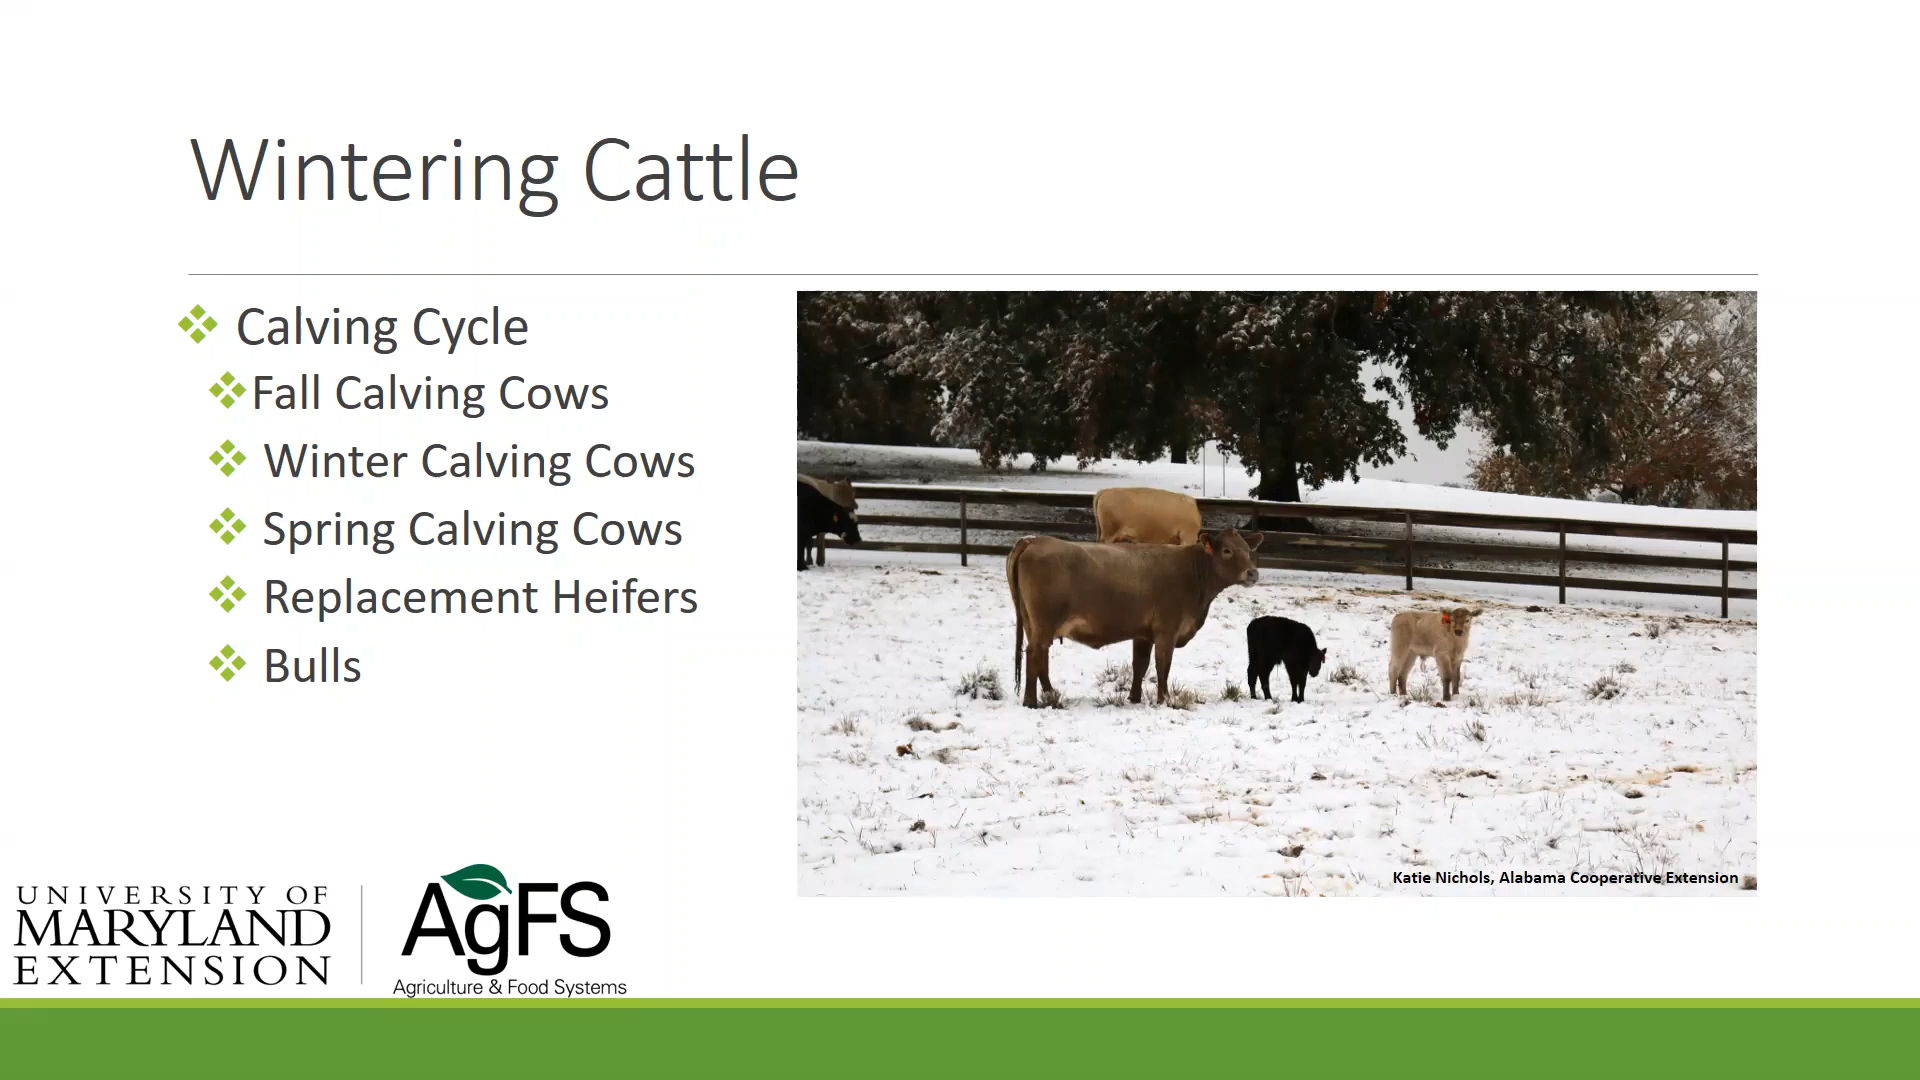 Wintering Cattle
Calving Cycle
Fall Calving Cows
Winter Calving Cows
Spring Calving Cows
Replacement Heifers
Bulls
Katie Nichols, Alabama Cooperative Extension
UNIVERSITY OF
MARYLAND
EXTENSION
AgFS
Agriculture & Food Systems